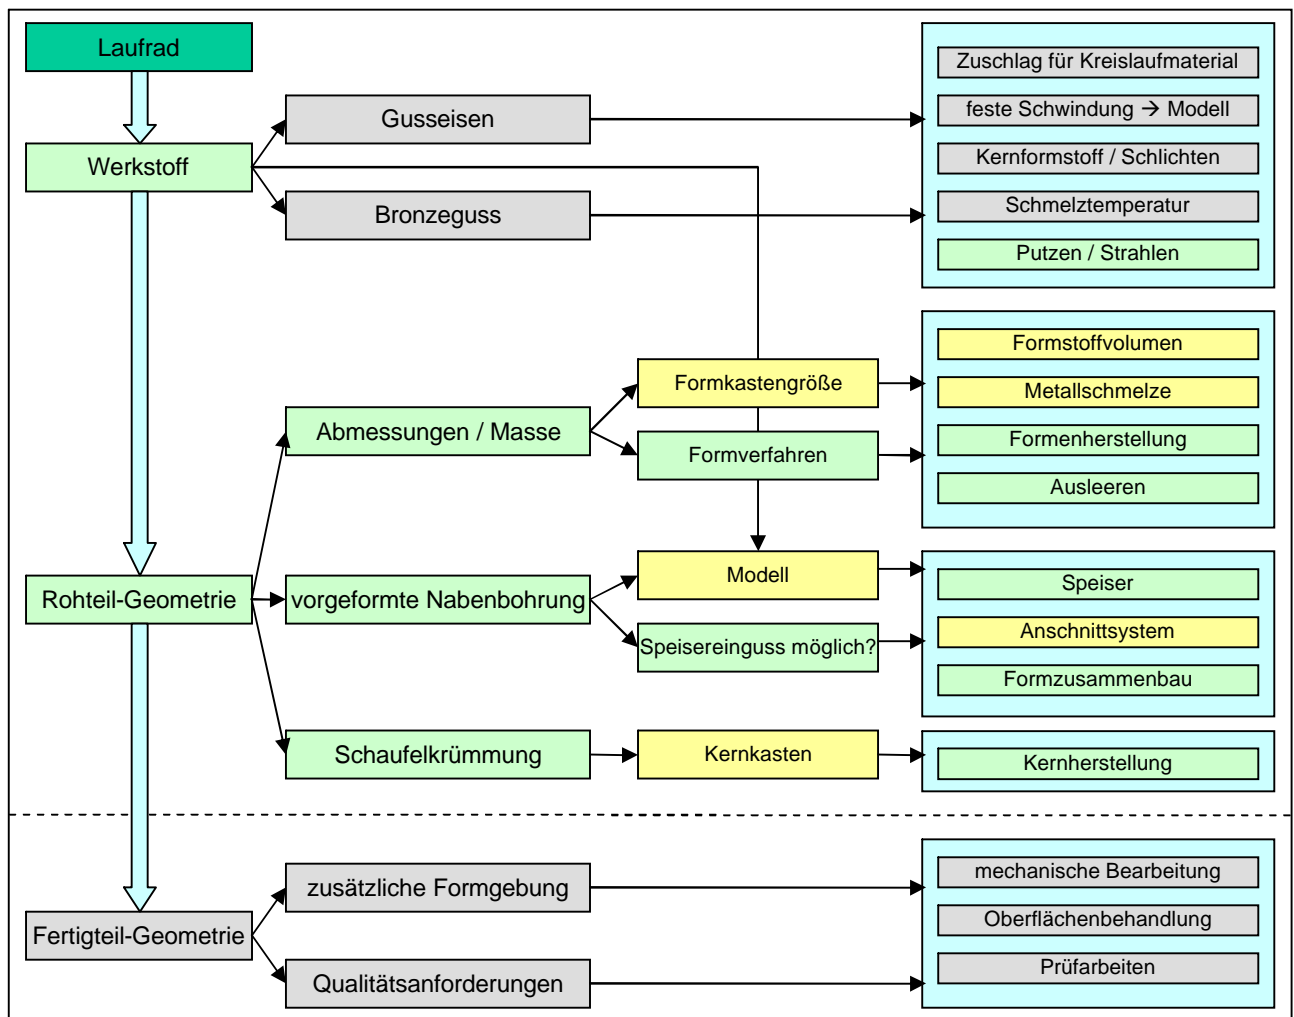 Laufrad
Zuschlag für Kreislaufmaterial
Gusseisen
feste Schwindung → Modell
Werkstoff
Kernformstoff / Schlichten
Bronzeguss
Schmelztemperatur
Putzen / Strahlen
Formstoffvolumen
Formkastengröße
Metallschmelze
Abmessungen / Masse
Formverfahren
Formenherstellung
Ausleeren
Rohteil-Geometrie
vorgeformte Nabenbohrung
Modell
Speiser
Speisereinguss möglich?
Anschnittsystem
Formzusammenbau
Schaufelkrümmung
Kernkasten
Kernherstellung
zusätzliche Formgebung
mechanische Bearbeitung
Fertigteil-Geometrie
Oberflächenbehandlung
Qualitätsanforderungen
Prüfarbeiten